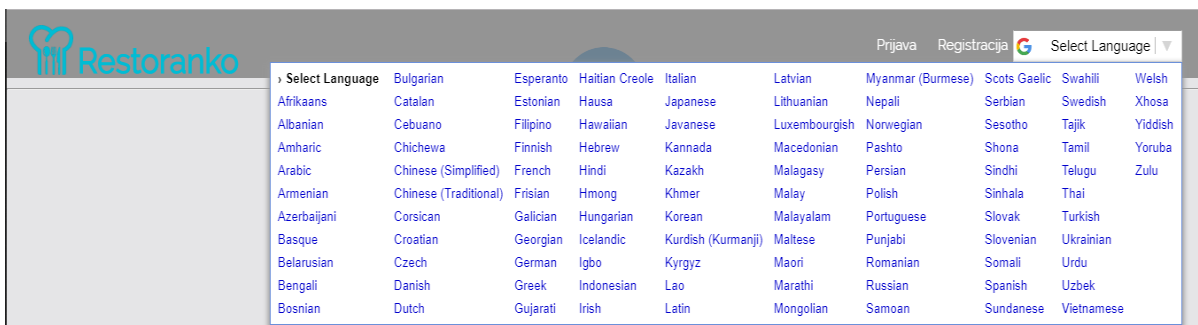 Restoranko
Prijava Registracija G Select Language ▼
› Select Language Bulgarian Esperanto Haitian Creole Italian Latvian Myanmar (Burmese) Scots Gaelic Swahili Welsh
Afrikaans Catalan Estonian Hausa Japanese Lithuanian Nepali Serbian Swedish Xhosa
Albanian Cebuano Filipino Hawaiian Javanese Luxembourgish Norwegian Sesotho Tajik Yiddish
Amharic Chichewa Finnish Hebrew Kannada Macedonian Pashto Shona Tamil Yoruba
Arabic Chinese (Simplified) French Hindi Kazakh Malagasy Persian Sindhi Telugu Zulu
Armenian Chinese (Traditional) Frisian Hmong Khmer Malay Polish Sinhala Thai
Azerbaijani Corsican Galician Hungarian Korean Malayalam Portuguese Slovak Turkish
Basque Croatian Georgian Icelandic Kurdish (Kurmanji) Maltese Punjabi Slovenian Ukrainian
Belarusian Czech German Igbo Kyrgyz Maori Romanian Somali Urdu
Bengali Danish Greek Indonesian Lao Marathi Russian Spanish Uzbek
Bosnian Dutch Gujarati Irish Latin Mongolian Samoan Sundanese Vietnamese